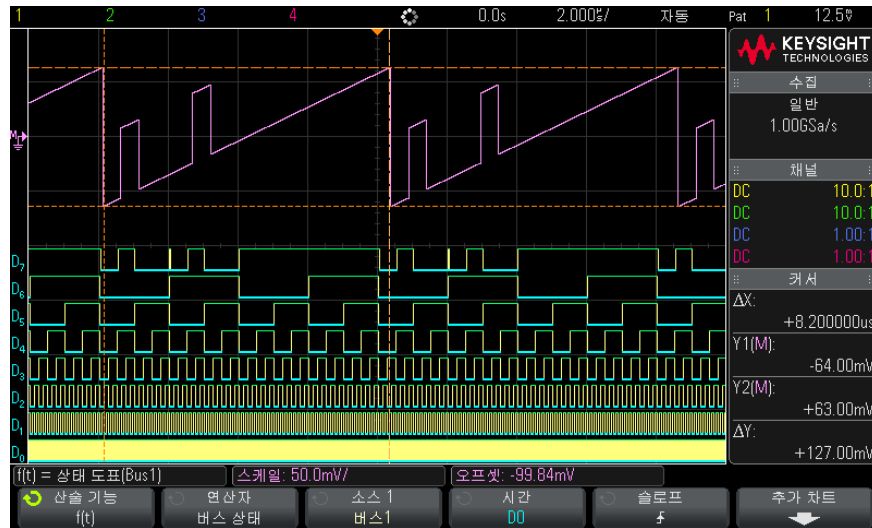 1 2 3 4 0.0s 2.000㎲/ 자동 Pat 1 12.5V
KEYSIGHT
TECHNOLOGIES
수집
일반
1.00GSa/s
채널
DC 10.0:1
DC 10.0:1
DC 1.00:1
DC 1.00:1
커서
ΔX:
+8.200000us
Y1(M):
-64.00mV
Y2(M):
+63.00mV
ΔY:
+127.00mV
M
D7
D6
D5
D4
D3
D2
D1
D0
f(t) = 상태 도표(Bus1) 스케일: 50.0mV/ 오프셋: -99.84mV
산술 기능 연산자 소스 1 시간 슬로프 추가 차트
f(t) 버스 상태 버스1 D0